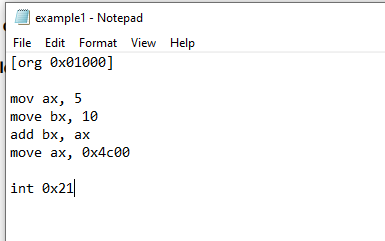 example1 - Notepad
File Edit Format View Help
[org 0x01000]
mov ax, 5
move bx, 10
add bx, ax
move ax, 0x4c00
int 0x21